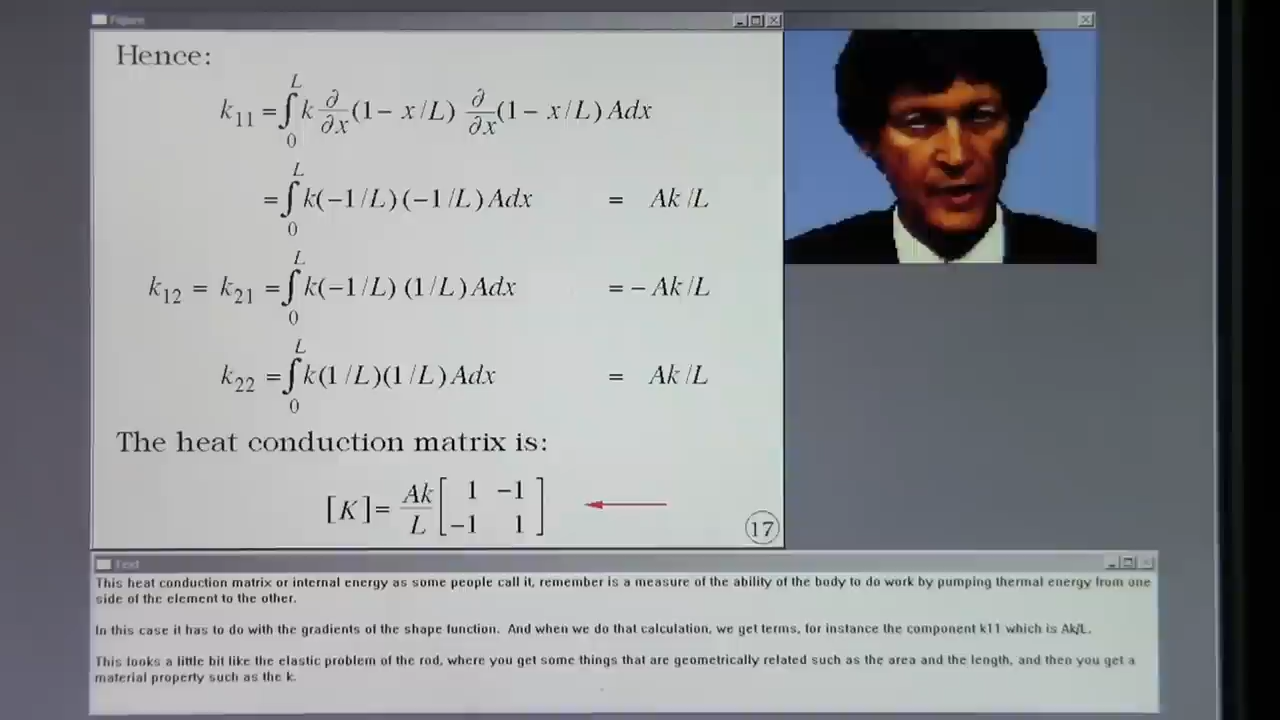 Figure
Hence:
k11 = ∫0L k ∂/∂x (1 − x/L) ∂/∂x (1 − x/L) Adx
= ∫0L k(−1/L)(−1/L) Adx = Ak/L
k12 = k21 = ∫0L k(−1/L) (1/L) Adx = − Ak/L
k22 = ∫0L k(1/L)(1/L) Adx = Ak/L
The heat conduction matrix is:
[K] = Ak/L [1 −1; −1 1]
17
Text
This heat conduction matrix or internal energy as some people call it, remember is a measure of the ability of the body to do work by pumping thermal energy from one
side of the element to the other.
In this case it has to do with the gradients of the shape function. And when we do that calculation, we get terms, for instance the component k11 which is Ak/L.
This looks a little bit like the elastic problem of the rod, where you get some things that are geometrically related such as the area and the length, and then you get a
material property such as the k.